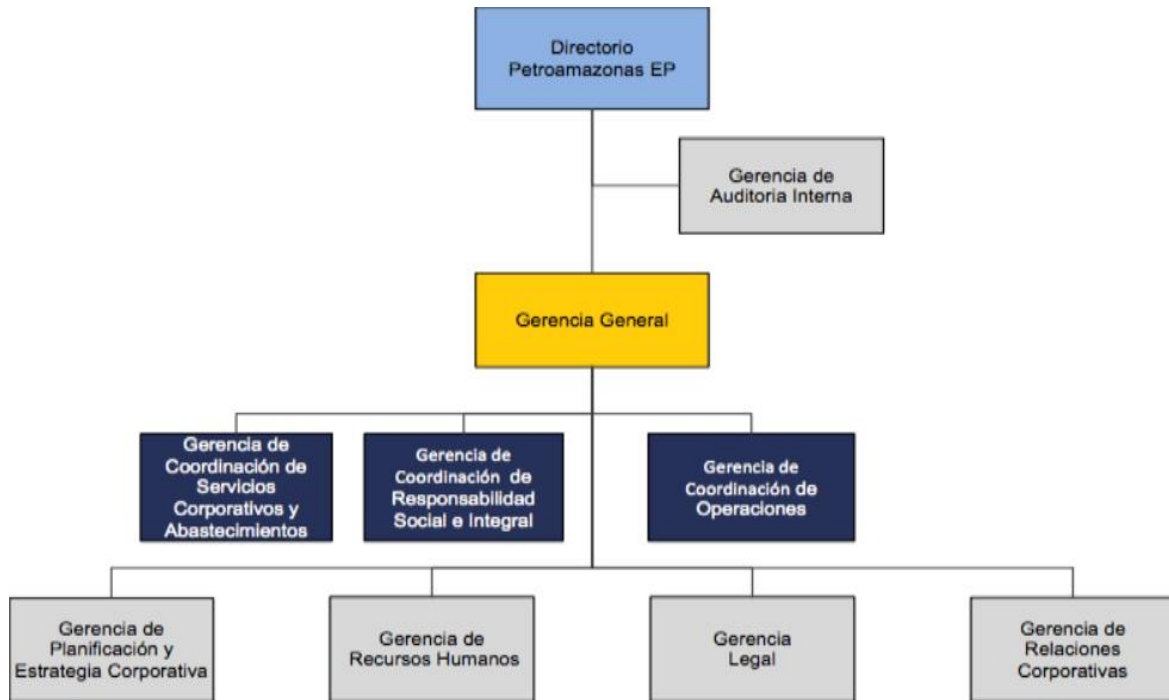 Directorio
Petroamazonas EP
Gerencia de
Auditoria Interna
Gerencia General
Gerencia de
Coordinación de
Servicios
Corporativos y
Abastecimientos
Gerencia de
Coordinación de
Responsabilidad
Social e Integral
Gerencia de
Coordinación de
Operaciones
Gerencia de
Planificación y
Estrategia Corporativa
Gerencia de
Recursos Humanos
Gerencia
Legal
Gerencia de
Relaciones
Corporativas